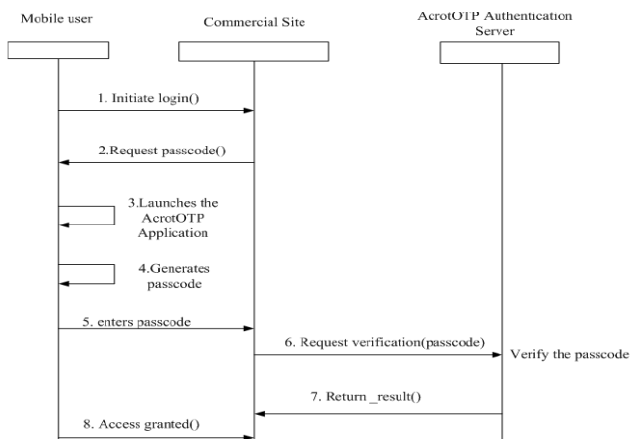 Mobile user
Commercial Site
AcrotOTP Authentication
Server
1. Initiate login()
2.Request passcode()
3.Launches the
AcrotOTP
Application
4.Generates
passcode
5. enters passcode
6. Request verification(passcode)
Verify the passcode
7. Return _result()
8. Access granted()